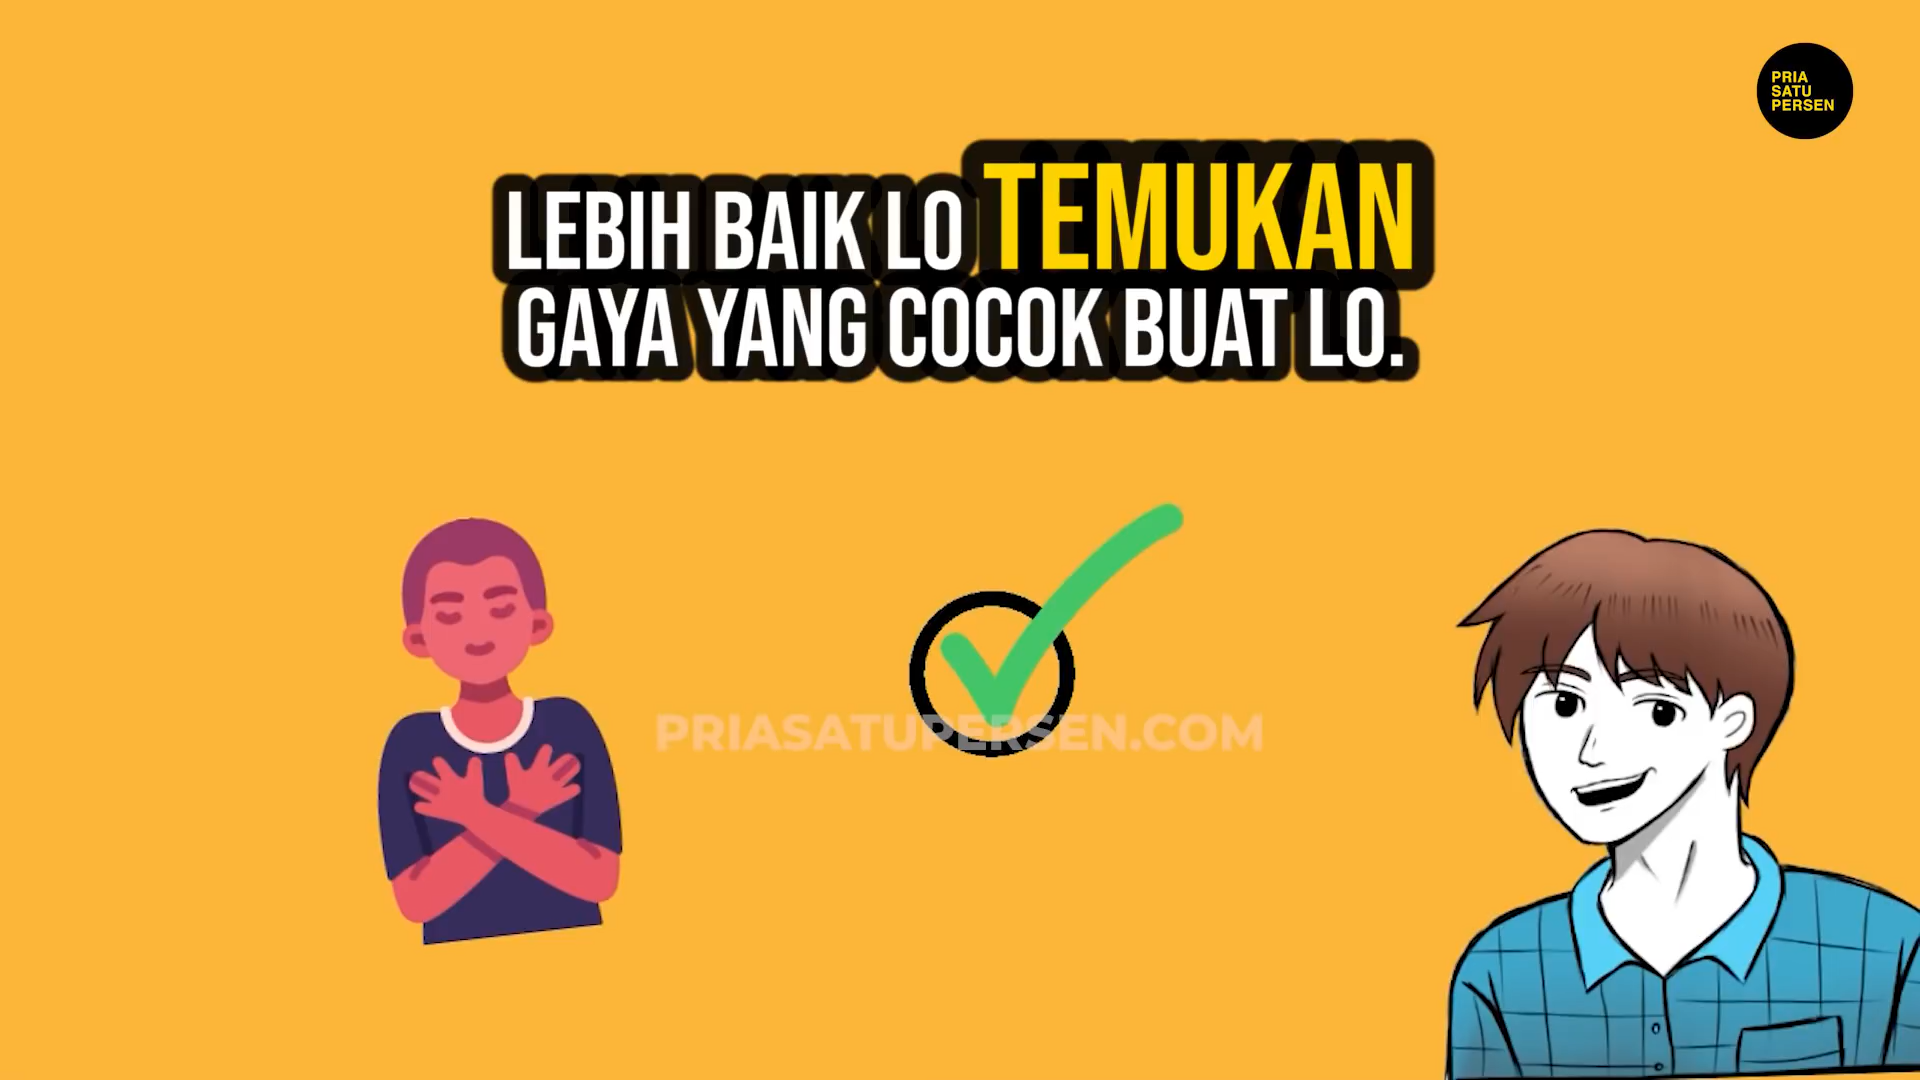 PRIA
SATU
PERSEN
LEBIH BAIK LO TEMUKAN
GAYA YANG COCOK BUAT LO.
PRIASATUPERSEN.COM